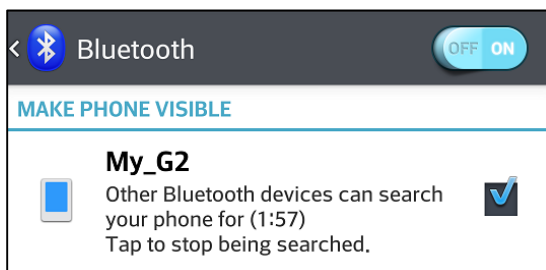 Bluetooth
OFF ON
MAKE PHONE VISIBLE
My_G2
Other Bluetooth devices can search
your phone for (1:57)
Tap to stop being searched.